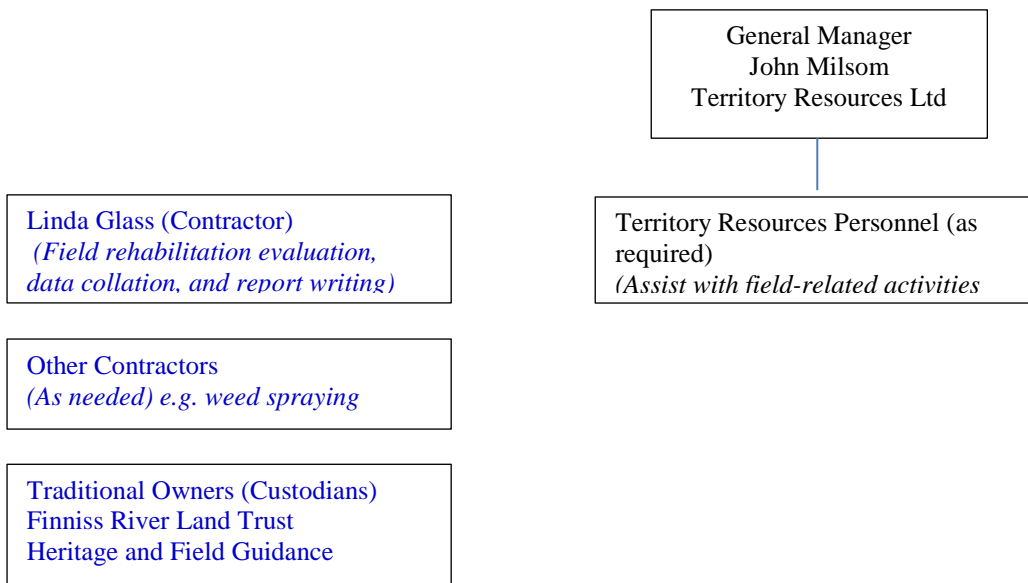 General Manager
John Milsom
Territory Resources Ltd
Linda Glass (Contractor)
(Field rehabilitation evaluation,
data collation, and report writing)
Territory Resources Personnel (as
required)
(Assist with field-related activities
Other Contractors
(As needed) e.g. weed spraying
Traditional Owners (Custodians)
Finniss River Land Trust
Heritage and Field Guidance